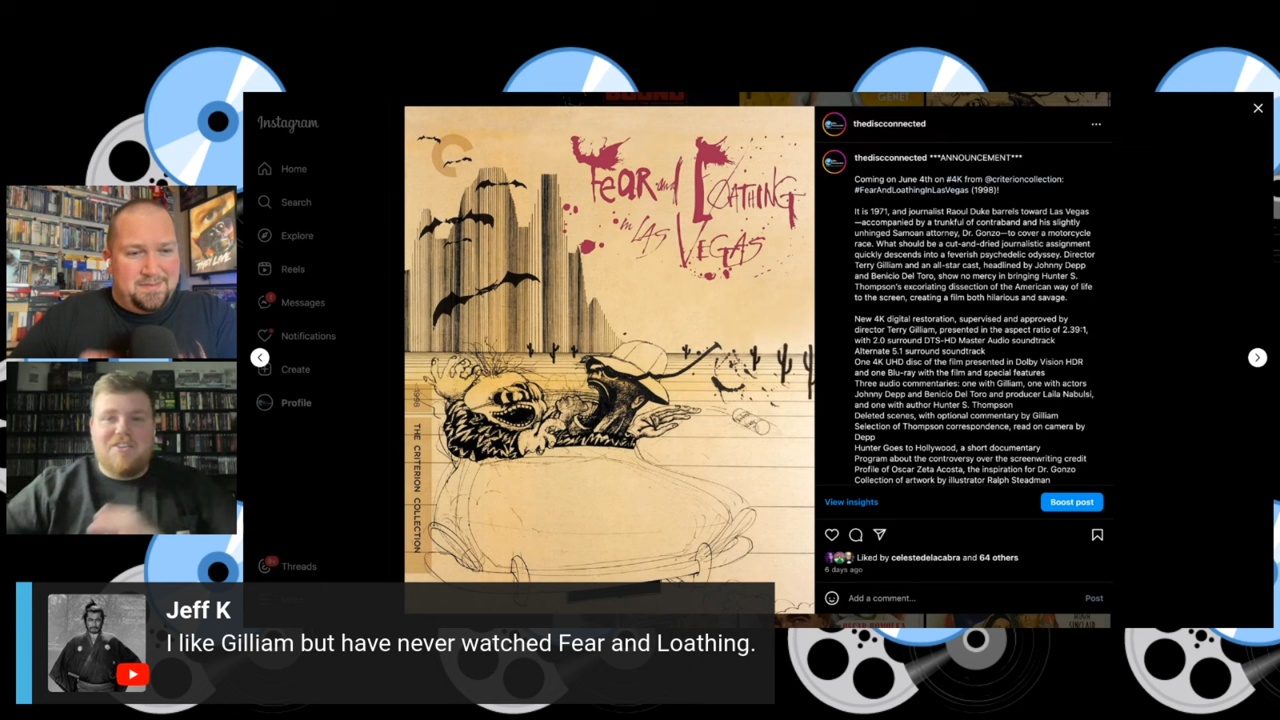 Instagram
Home
Search
Explore
Reels
Messages
Notifications
Create
Profile
Threads
THEY LIVE
GENET
Fear and Loathing
in Las Vegas
1998 THE CRITERION COLLECTION
thediscconnected
thediscconnected ***ANNOUNCEMENT***
Coming on June 4th on #4K from @criterioncollection:
#FearAndLoathingInLasVegas (1998)!
It is 1971, and journalist Raoul Duke barrels toward Las Vegas
—accompanied by a trunkful of contraband and his slightly
unhinged Samoan attorney, Dr. Gonzo—to cover a motorcycle
race. What should be a cut-and-dried journalistic assignment
quickly descends into a feverish psychedelic odyssey. Director
Terry Gilliam and an all-star cast, headlined by Johnny Depp
and Benicio Del Toro, show no mercy in bringing Hunter S.
Thompson's excoriating dissection of the American way of life
to the screen, creating a film both hilarious and savage.
New 4K digital restoration, supervised and approved by
director Terry Gilliam, presented in the aspect ratio of 2.39:1,
with 2.0 surround DTS-HD Master Audio soundtrack
Alternate 5.1 surround soundtrack
One 4K UHD disc of the film presented in Dolby Vision HDR
and one Blu-ray with the film and special features
Three audio commentaries: one with Gilliam, one with actors
Johnny Depp and Benicio Del Toro and producer Laila Nabulsi,
and one with author Hunter S. Thompson
Deleted scenes, with optional commentary by Gilliam
Selection of Thompson correspondence, read on camera by
Depp
Hunter Goes to Hollywood, a short documentary
Program about the controversy over the screenwriting credit
Profile of Oscar Zeta Acosta, the inspiration for Dr. Gonzo
Collection of artwork by illustrator Ralph Steadman
View insights
Boost post
Liked by celestedelacabra and 64 others
6 days ago
Add a comment...
Post
Jeff K
I like Gilliam but have never watched Fear and Loathing.